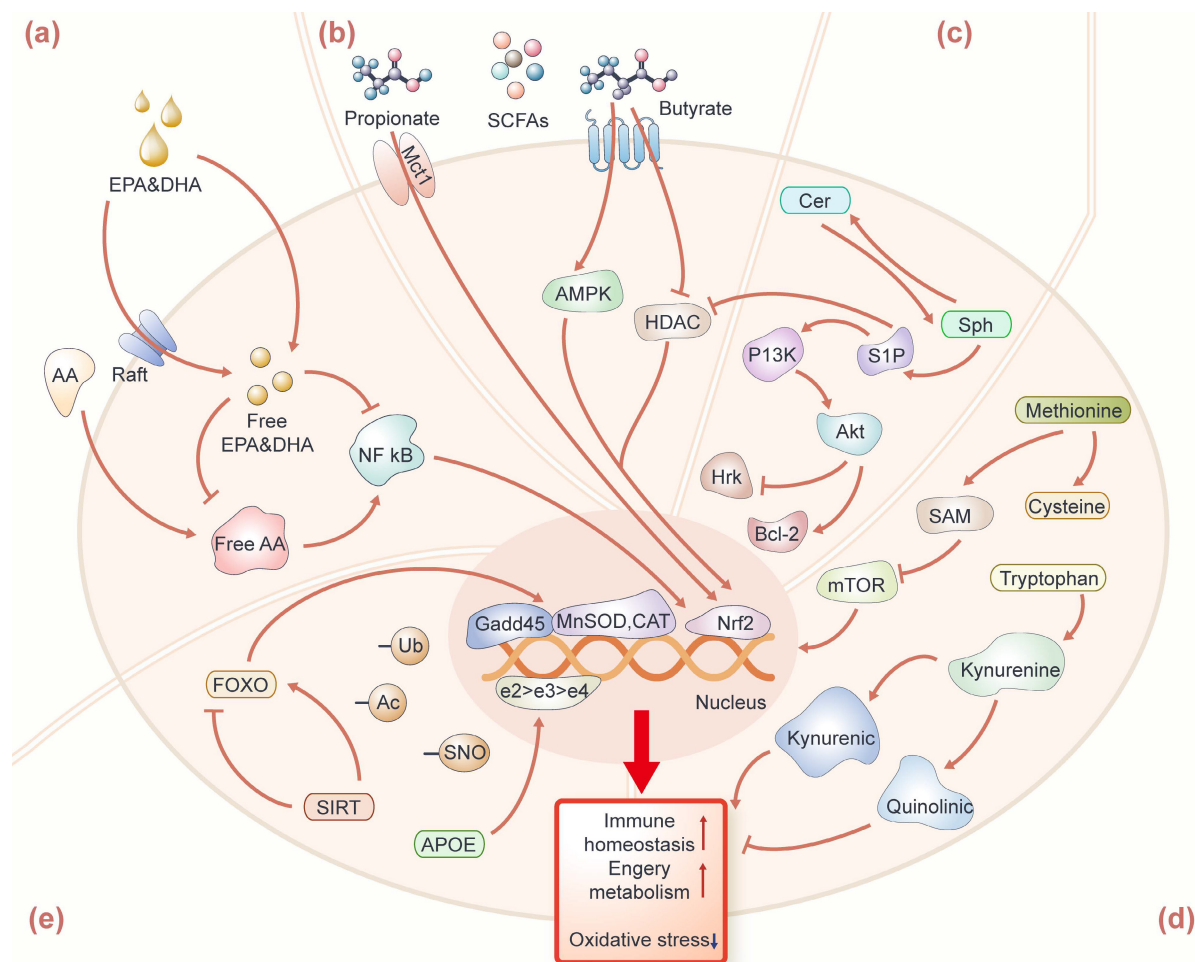 (a)
(b)
(c)
Propionate
SCFAs
Butyrate
Mct1
EPA&DHA
Cer
AMPK
HDAC
Sph
P13K
S1P
AA
Raft
Free
EPA&DHA
Methionine
NF kB
Akt
Hrk
Cysteine
SAM
Bcl-2
Free AA
mTOR
Tryptophan
Gadd45
MnSOD,CAT
Nrf2
Ub
Kynurenine
FOXO
e2>e3>e4
Ac
Nucleus
Kynurenic
SNO
SIRT
Quinolinic
APOE
Immune
homeostasis
Engery
metabolism
Oxidative stress
(e)
(d)